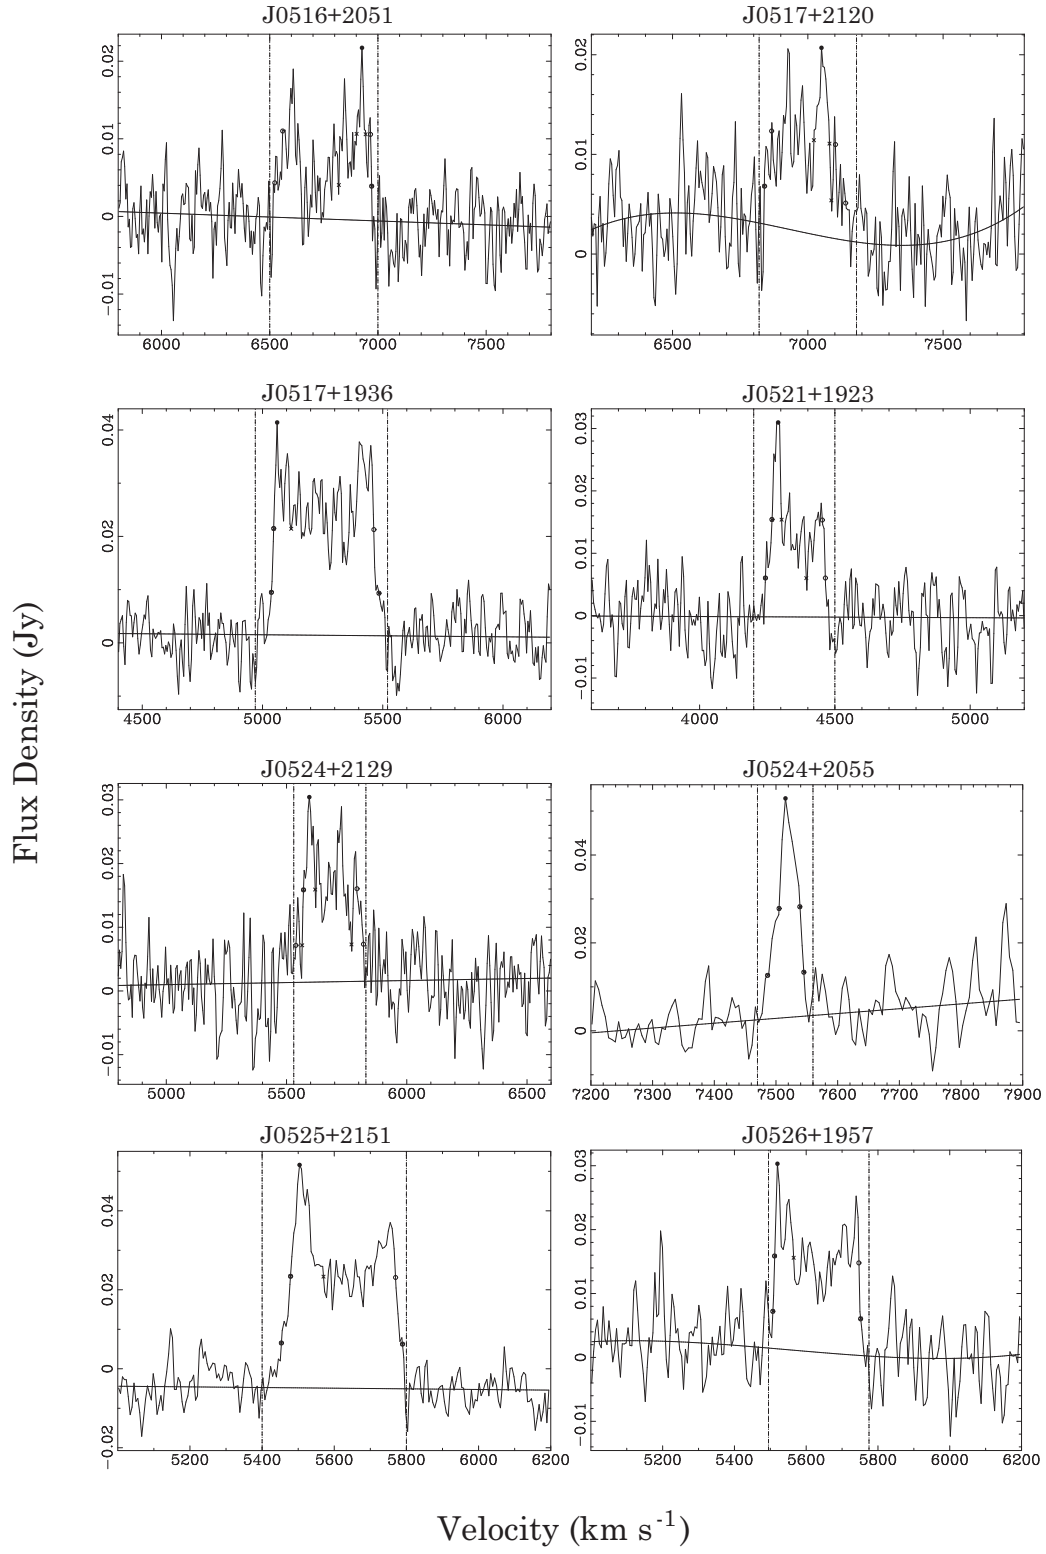 J0516+2051
0.02
0.01
0
−0.01
6000 6500 7000 7500
J0517+2120
0.02
0.01
0
6500 7000 7500
J0517+1936
0.04
0.02
0
4500 5000 5500 6000
J0521+1923
0.03
0.02
0.01
0
−0.01
4000 4500 5000
J0524+2129
0.03
0.02
0.01
0
−0.01
5000 5500 6000 6500
J0524+2055
0.04
0.02
0
7200 7300 7400 7500 7600 7700 7800 7900
J0525+2151
0.04
0.02
0
−0.02
5200 5400 5600 5800 6000 6200
J0526+1957
0.03
0.02
0.01
0
−0.01
5200 5400 5600 5800 6000 6200
Flux Density (Jy)
Velocity (km s-1)